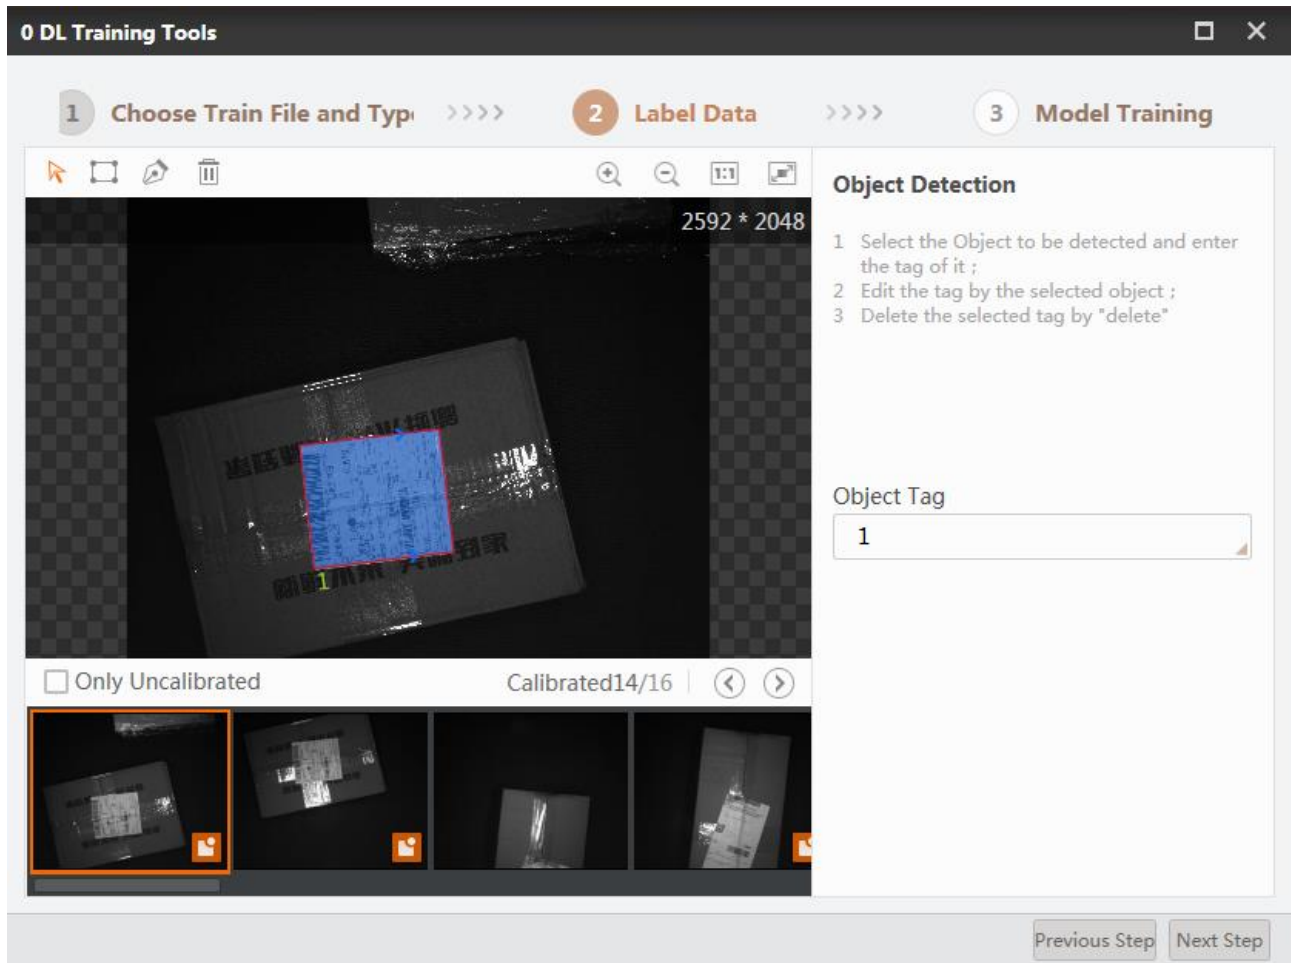 0 DL Training Tools
1 Choose Train File and Typ
>>>>
2 Label Data
>>>>
3 Model Training
1:1
2592 * 2048
1
Only Uncalibrated
Calibrated14/16
Object Detection
1 Select the Object to be detected and enter
the tag of it ;
2 Edit the tag by the selected object ;
3 Delete the selected tag by "delete"
Object Tag
1
Previous Step
Next Step